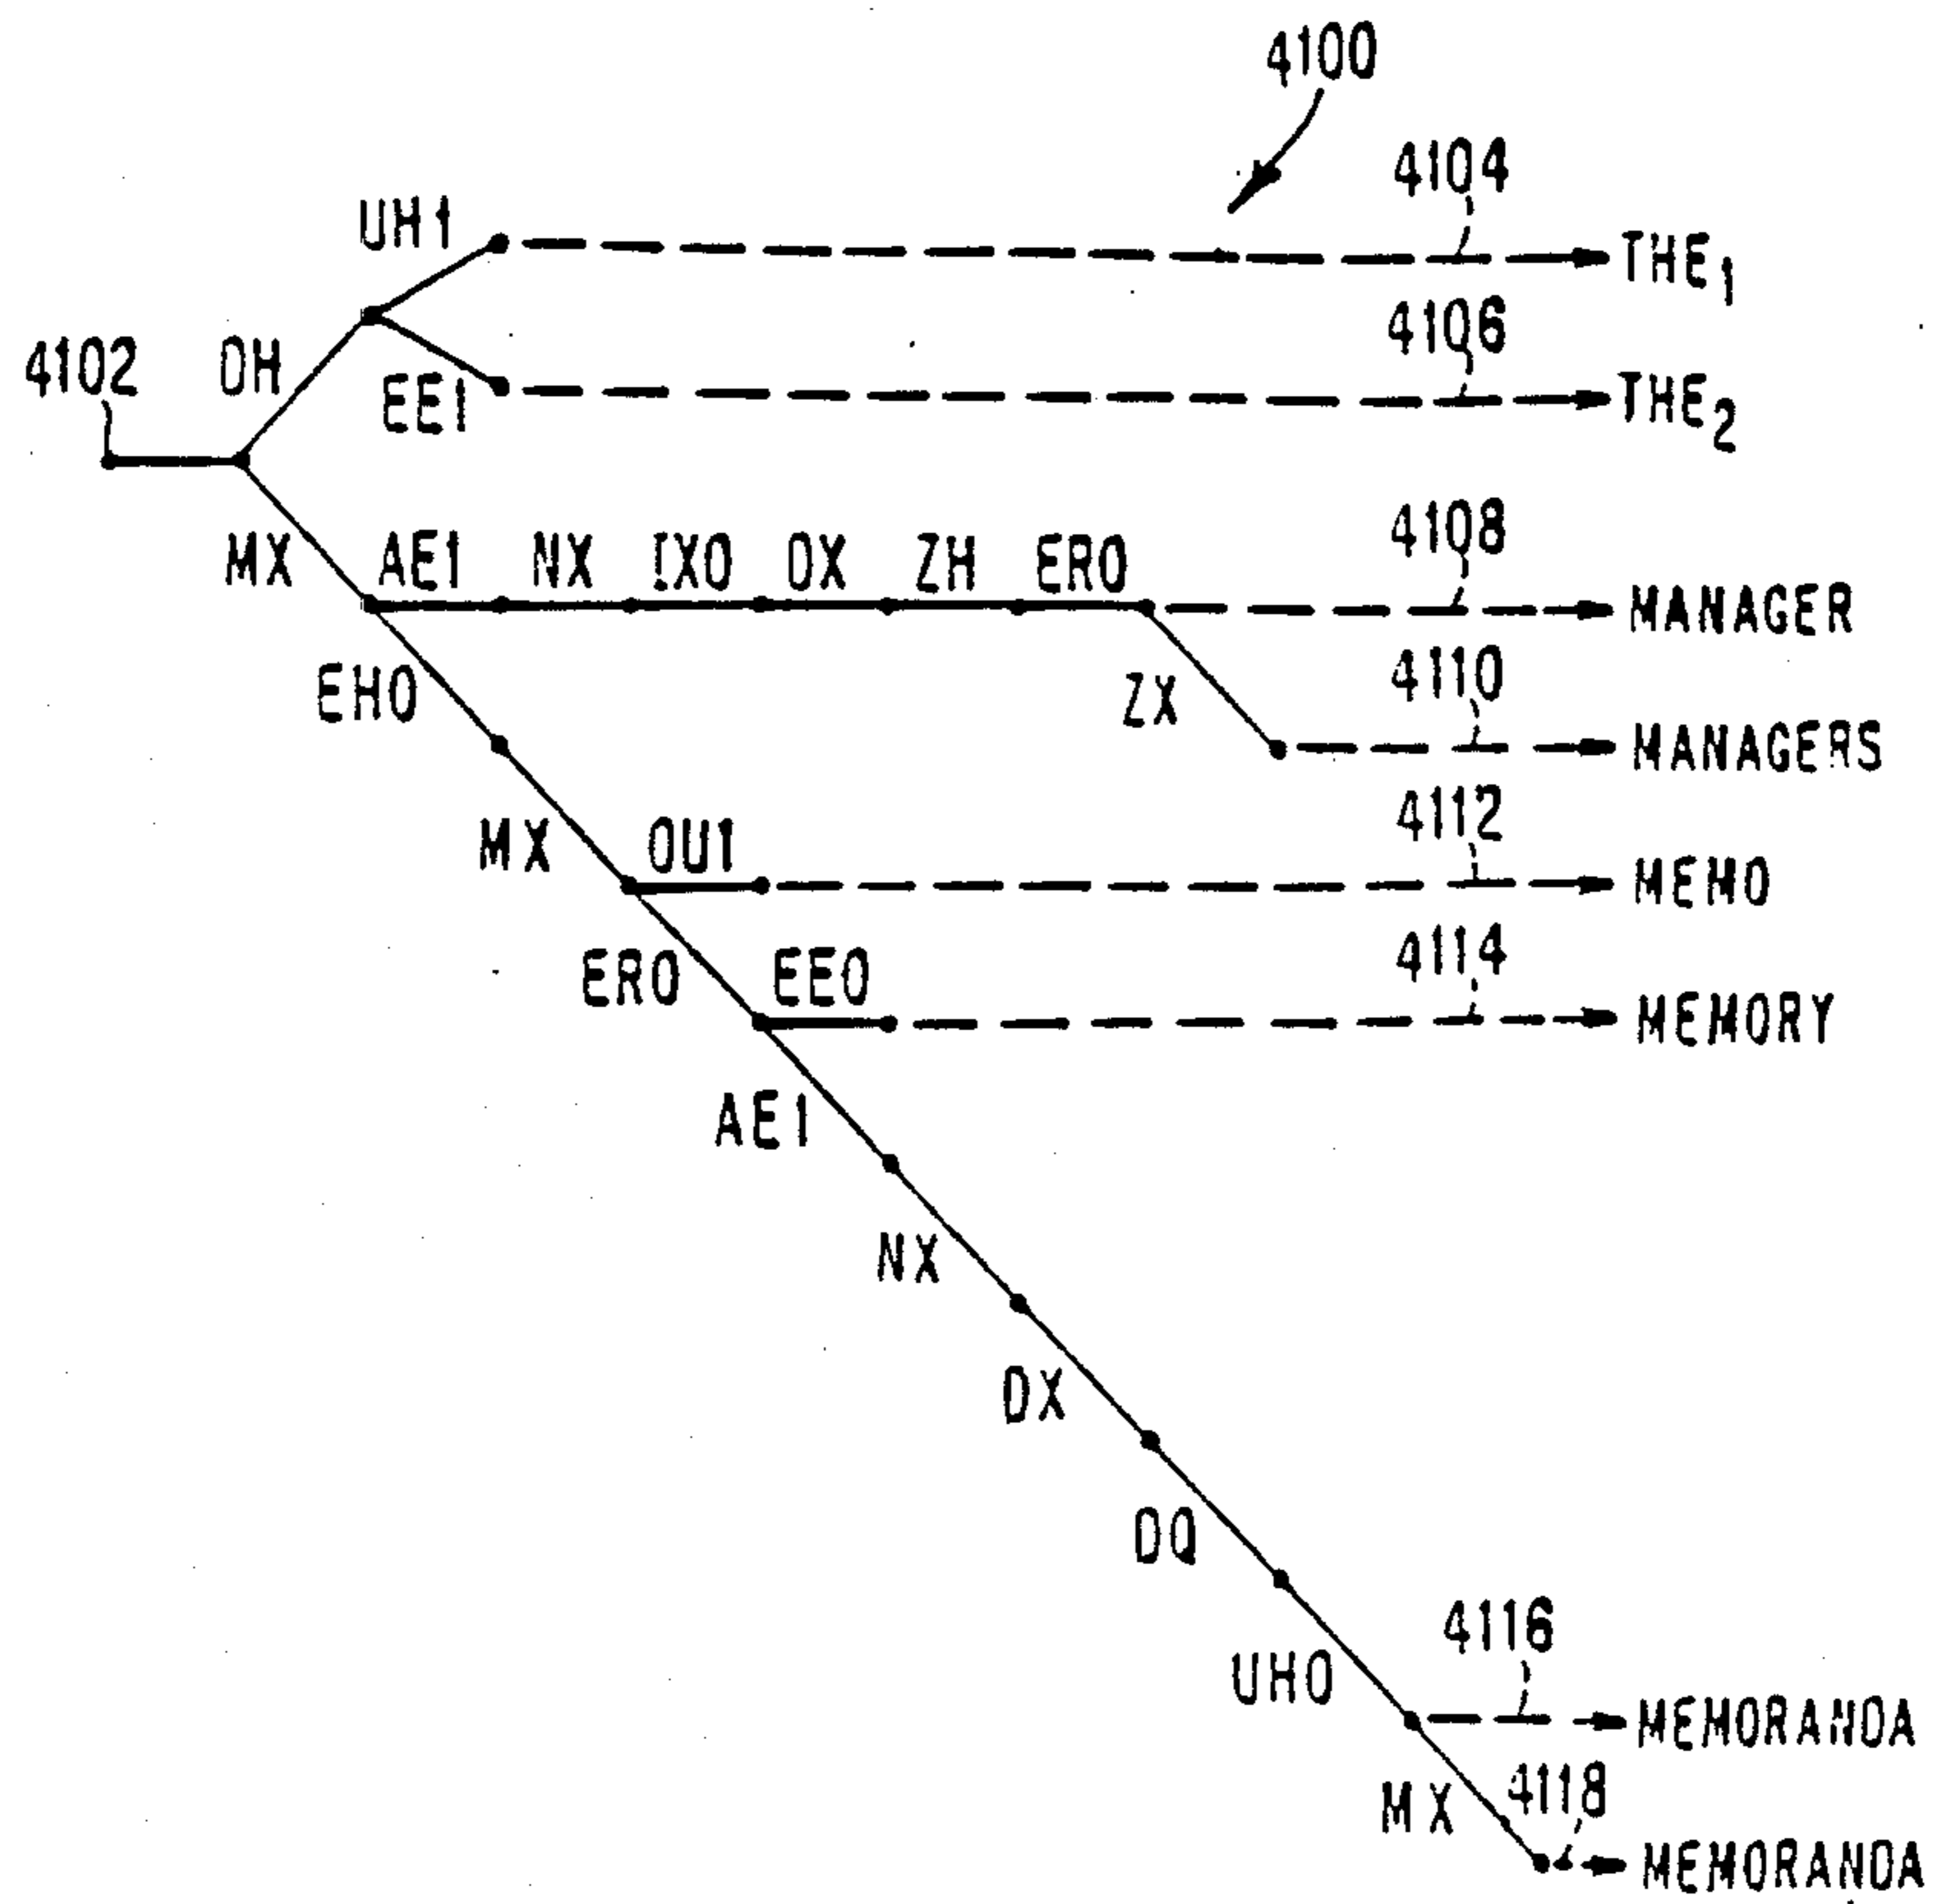 4100
4104
UH1
THE1
4106
4102
DH
EE1
THE2
4108
MX
AE1 NX IX0 DX ZH ER0
MANAGER
4110
EH0
ZX
MANAGERS
4112
MX
OU1
MEMO
4114
ER0
EE0
MEMORY
AE1
NX
DX
DQ
4116
UH0
MEMORANDA
4118
MX
MEMORANDA